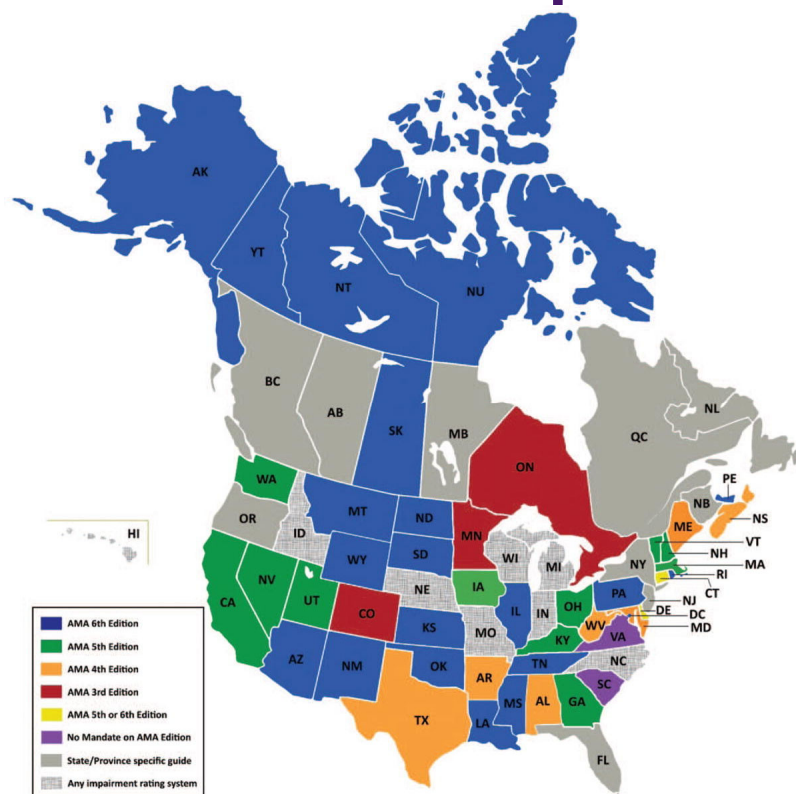 AK
YT
NT
NU
BC
AB
SK
MB
ON
QC
NL
PE
NB
NS
WA
OR
ID
MT
ND
MN
WY
SD
WI
MI
NY
ME
VT
NH
MA
RI
CT
NJ
DE
DC
MD
HI
CA
NV
UT
CO
NE
IA
IL
IN
OH
PA
WV
VA
KS
MO
KY
NC
AZ
NM
OK
AR
TN
SC
TX
LA
MS
AL
GA
FL
AMA 6th Edition
AMA 5th Edition
AMA 4th Edition
AMA 3rd Edition
AMA 5th or 6th Edition
No Mandate on AMA Edition
State/Province specific guide
Any impairment rating system